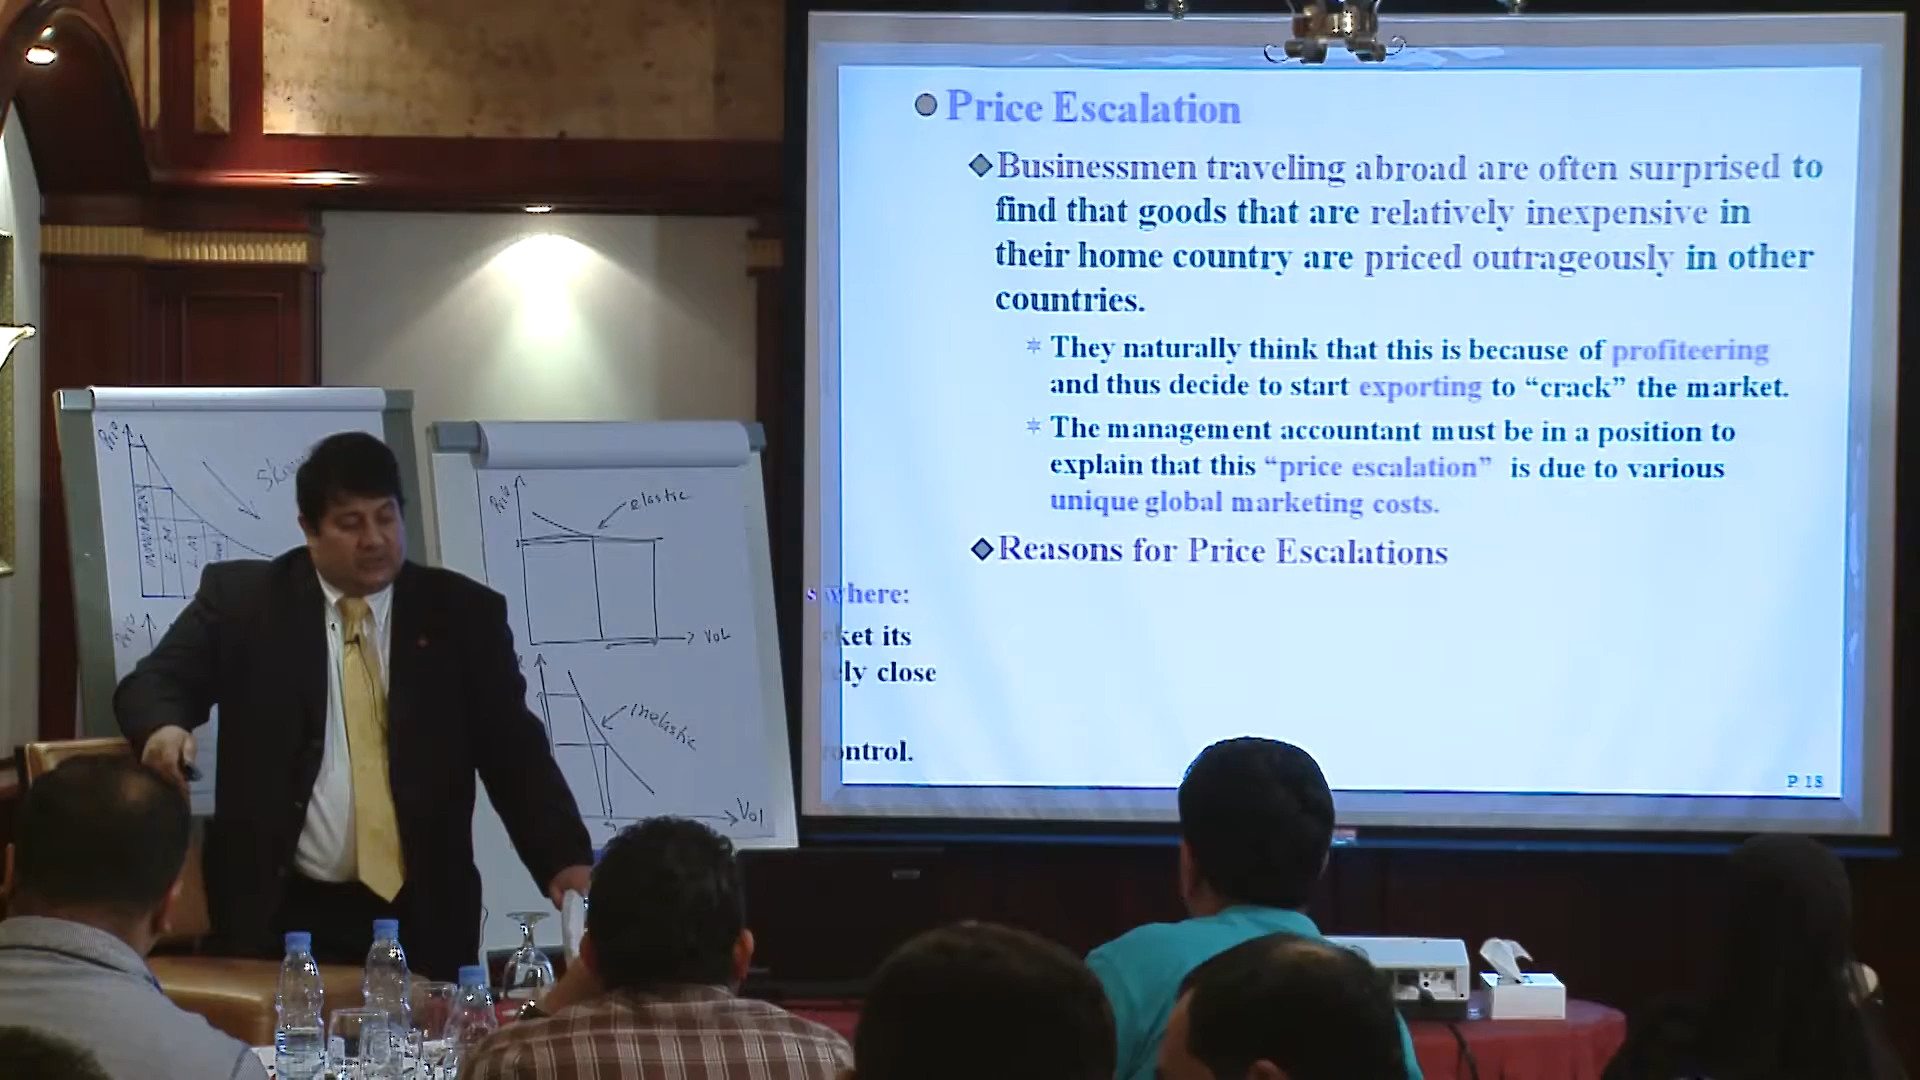 Price Escalation
Businessmen traveling abroad are often surprised to
find that goods that are relatively inexpensive in
their home country are priced outrageously in other
countries.
* They naturally think that this is because of profiteering
and thus decide to start exporting to “crack” the market.
* The management accountant must be in a position to
explain that this “price escalation” is due to various
unique global marketing costs.
Reasons for Price Escalations
s where:
ket its
ly close
ontrol.
P 18
elastic
VOL
inelastic
Vol
E.M
L.M